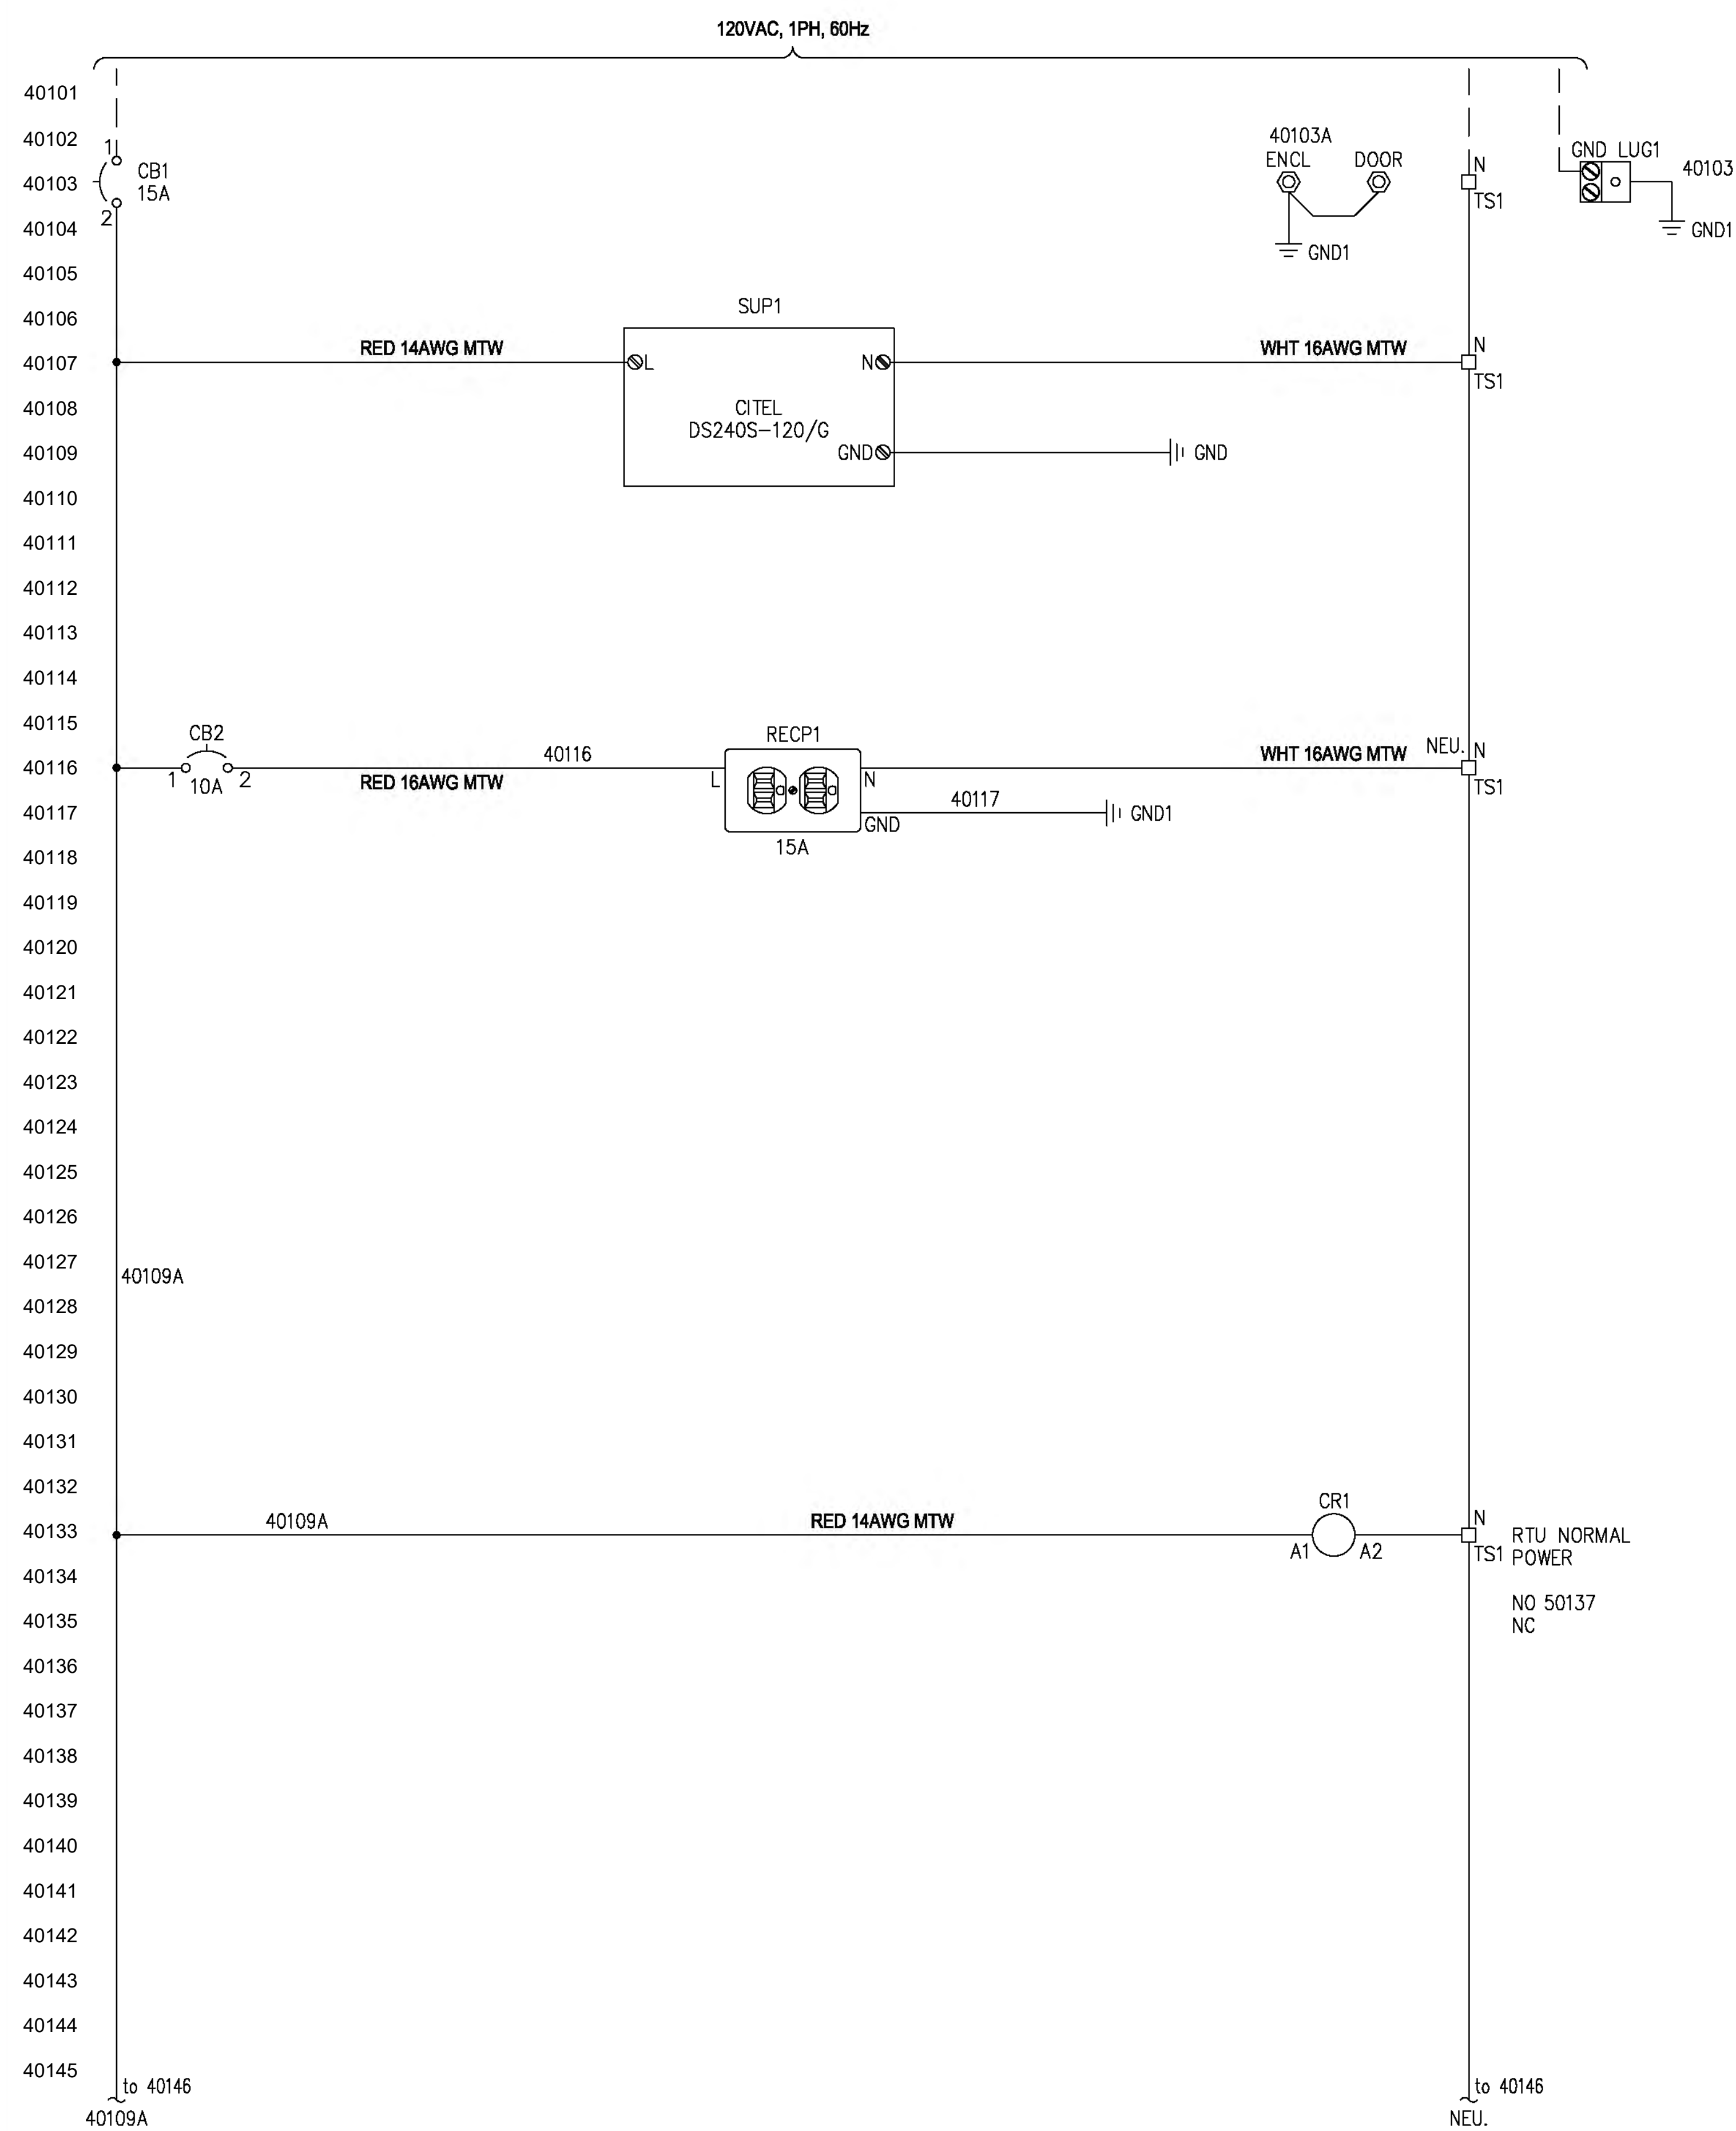 120VAC, 1PH, 60Hz
40101
40102
1
CB1
15A
2
40103A
ENCL
DOOR
N
TS1
GND LUG1
40103
GND1
GND1
40103
40104
40105
40106
SUP1
40107
RED 14AWG MTW
L
N
WHT 16AWG MTW
N
TS1
40108
CITEL
DS240S-120/G
40109
GND
GND
40110
40111
40112
40113
40114
40115
CB2
RECP1
40116
1
10A
2
RED 16AWG MTW
40116
L
N
WHT 16AWG MTW
NEU.
N
TS1
40117
GND
40117
GND1
15A
40118
40119
40120
40121
40122
40123
40124
40125
40126
40127
40109A
40128
40129
40130
40131
40132
CR1
40133
40109A
RED 14AWG MTW
A1
A2
N
TS1
RTU NORMAL
POWER
40134
NO 50137
NC
40135
40136
40137
40138
40139
40140
40141
40142
40143
40144
40145
to 40146
40109A
to 40146
NEU.